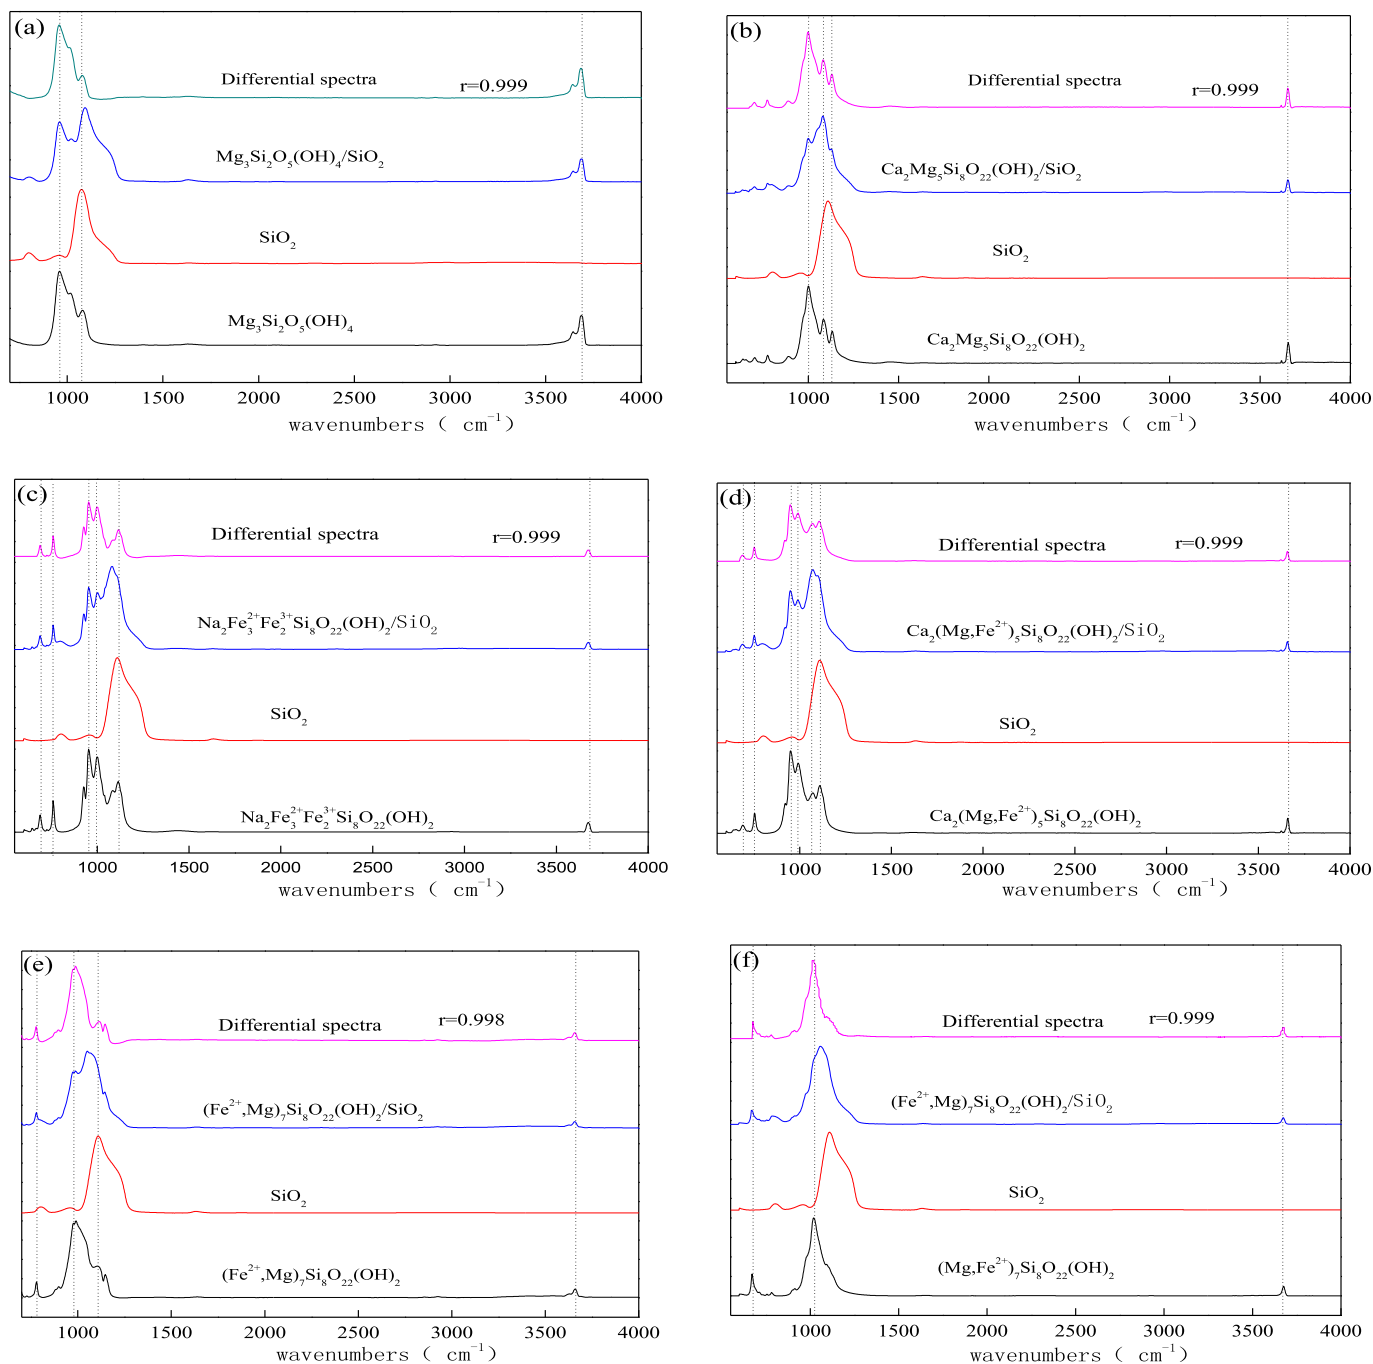 (a)
Differential spectra
r=0.999
Mg₃Si₂O₅(OH)₄/SiO₂
SiO₂
Mg₃Si₂O₅(OH)₄
1000 1500 2000 2500 3000 3500 4000
wavenumbers ( cm⁻¹)
(b)
Differential spectra
r=0.999
Ca₂Mg₅Si₈O₂₂(OH)₂/SiO₂
SiO₂
Ca₂Mg₅Si₈O₂₂(OH)₂
1000 1500 2000 2500 3000 3500 4000
wavenumbers ( cm⁻¹)
(c)
Differential spectra
r=0.999
Na₂Fe₃²⁺Fe₂³⁺Si₈O₂₂(OH)₂/SiO₂
SiO₂
Na₂Fe₃²⁺Fe₂³⁺Si₈O₂₂(OH)₂
1000 1500 2000 2500 3000 3500 4000
wavenumbers ( cm⁻¹)
(d)
Differential spectra
r=0.999
Ca₂(Mg,Fe²⁺)₅Si₈O₂₂(OH)₂/SiO₂
SiO₂
Ca₂(Mg,Fe²⁺)₅Si₈O₂₂(OH)₂
1000 1500 2000 2500 3000 3500 4000
wavenumbers ( cm⁻¹)
(e)
Differential spectra
r=0.998
(Fe²⁺,Mg)₇Si₈O₂₂(OH)₂/SiO₂
SiO₂
(Fe²⁺,Mg)₇Si₈O₂₂(OH)₂
1000 1500 2000 2500 3000 3500 4000
wavenumbers ( cm⁻¹)
(f)
Differential spectra
r=0.999
(Fe²⁺,Mg)₇Si₈O₂₂(OH)₂/SiO₂
SiO₂
(Mg,Fe²⁺)₇Si₈O₂₂(OH)₂
1000 1500 2000 2500 3000 3500 4000
wavenumbers ( cm⁻¹)